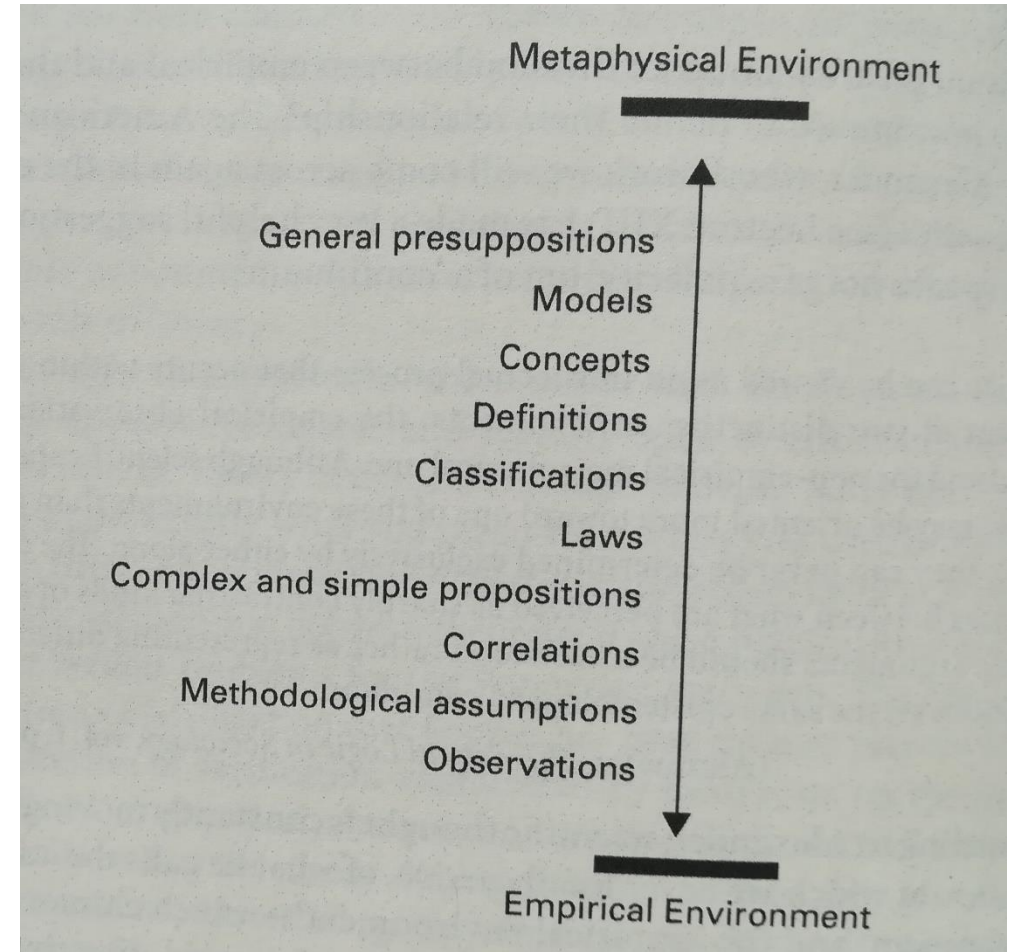 Metaphysical Environment
General presuppositions
Models
Concepts
Definitions
Classifications
Laws
Complex and simple propositions
Correlations
Methodological assumptions
Observations
Empirical Environment